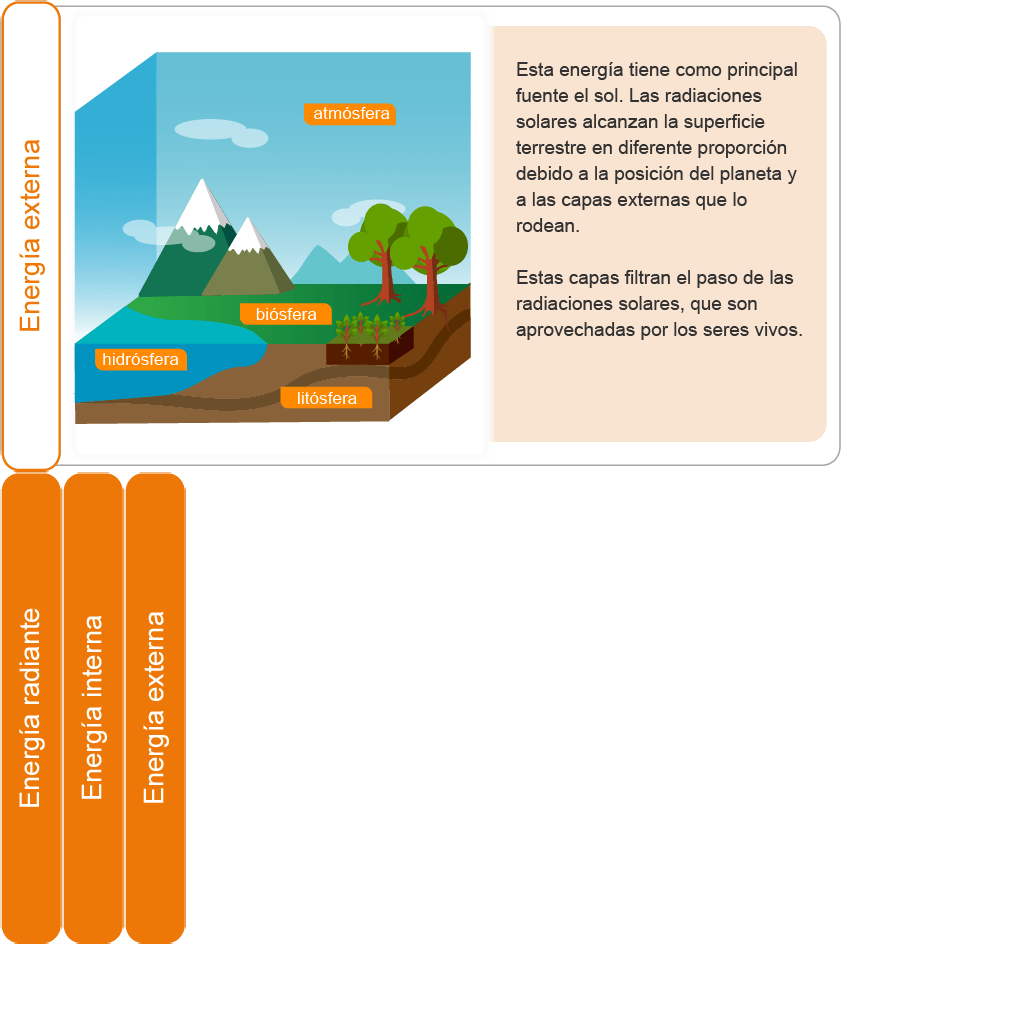 Energía externa
atmósfera
biósfera
hidrósfera
litósfera
Esta energía tiene como principal
fuente el sol. Las radiaciones
solares alcanzan la superficie
terrestre en diferente proporción
debido a la posición del planeta y
a las capas externas que lo
rodean.
Estas capas filtran el paso de las
radiaciones solares, que son
aprovechadas por los seres vivos.
Energía radiante
Energía interna
Energía externa